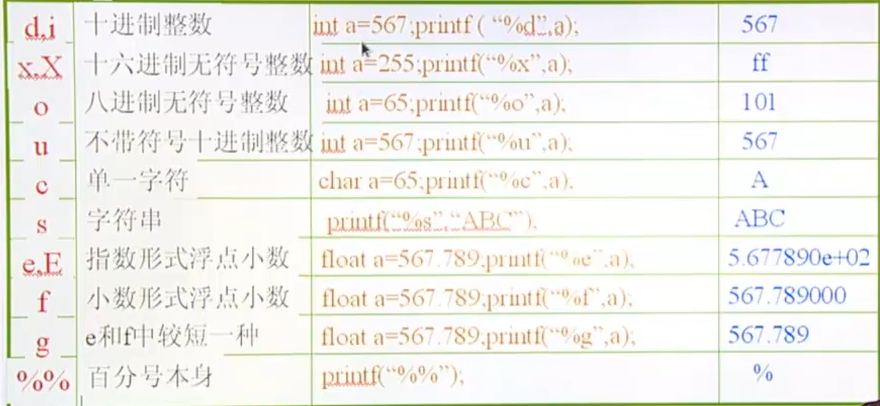 d,i 十进制整数 int a=567;printf ( “%d”,a); 567
x,X 十六进制无符号整数 int a=255;printf(“%x”,a); ff
o 八进制无符号整数 int a=65;printf(“%o”,a); 101
u 不带符号十进制整数 int a=567;printf(“%u”,a); 567
c 单一字符 char a=65;printf(“%c”,a); A
s 字符串 printf(“%s”,“ABC”); ABC
e,E 指数形式浮点小数 float a=567.789;printf(“%e”,a); 5.677890e+02
f 小数形式浮点小数 float a=567.789;printf(“%f”,a); 567.789000
g e和f中较短一种 float a=567.789;printf(“%g”,a); 567.789
%% 百分号本身 printf(“%%”); %